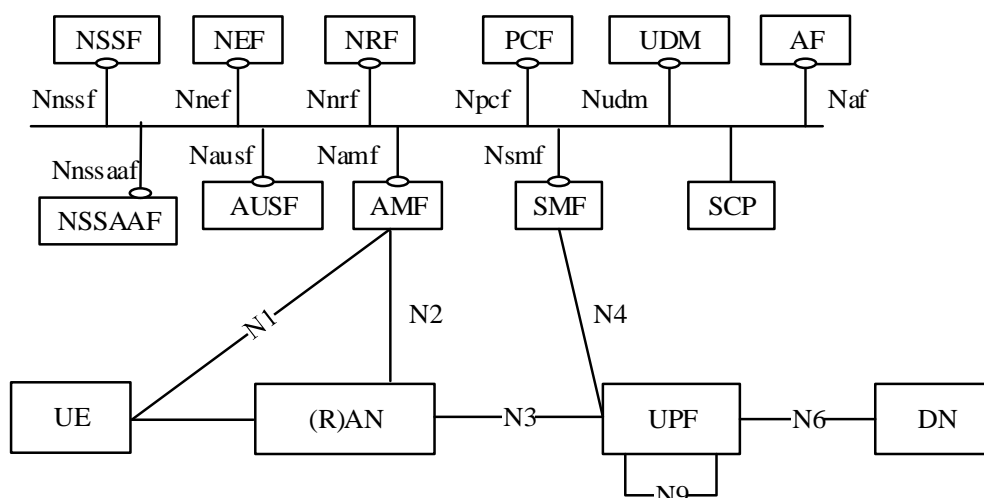 NSSF NEF NRF PCF UDM AF
Nnssf Nnef Nnrf Npcf Nudm Naf
Nnssaaf Nausf Namf Nsmf
NSSAAF AUSF AMF SMF SCP
N1 N2 N4
UE (R)AN N3 UPF N6 DN
N9